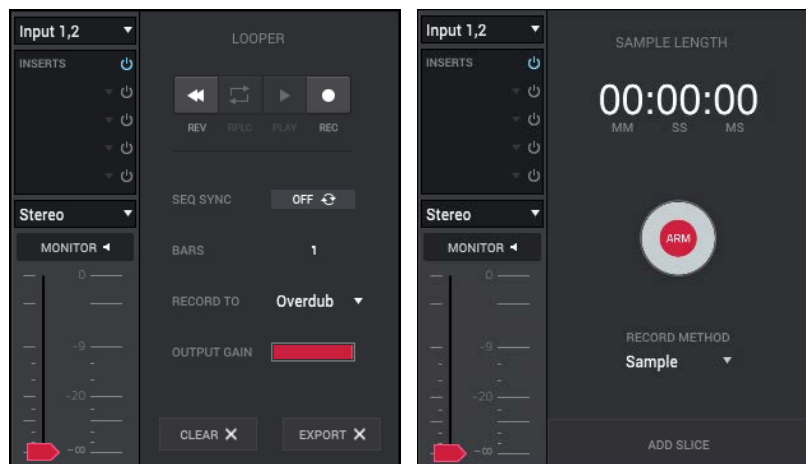 Input 1,2
INSERTS
Stereo
MONITOR
0
-9
-20
-∞
LOOPER
REV RPLC PLAY REC
SEQ SYNC OFF
BARS 1
RECORD TO Overdub
OUTPUT GAIN
CLEAR X EXPORT X
Input 1,2
INSERTS
Stereo
MONITOR
0
-9
-20
-∞
SAMPLE LENGTH
00:00:00
MM SS MS
ARM
RECORD METHOD
Sample
ADD SLICE